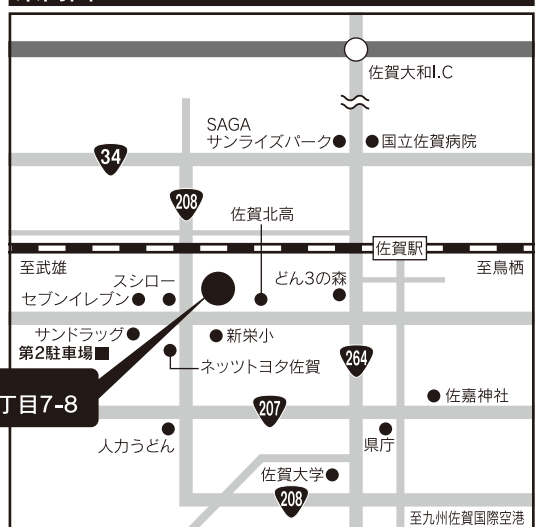 佐賀大和I.C
SAGA
サンライズパーク
国立佐賀病院
34
208
佐賀北高
佐賀駅
至武雄
至鳥栖
スシロー
どん3の森
セブンイレブン
サンドラッグ
新栄小
第2駐車場
ネッツトヨタ佐賀
264
丁目7-8
207
佐嘉神社
人力うどん
県庁
佐賀大学
208
至九州佐賀国際空港